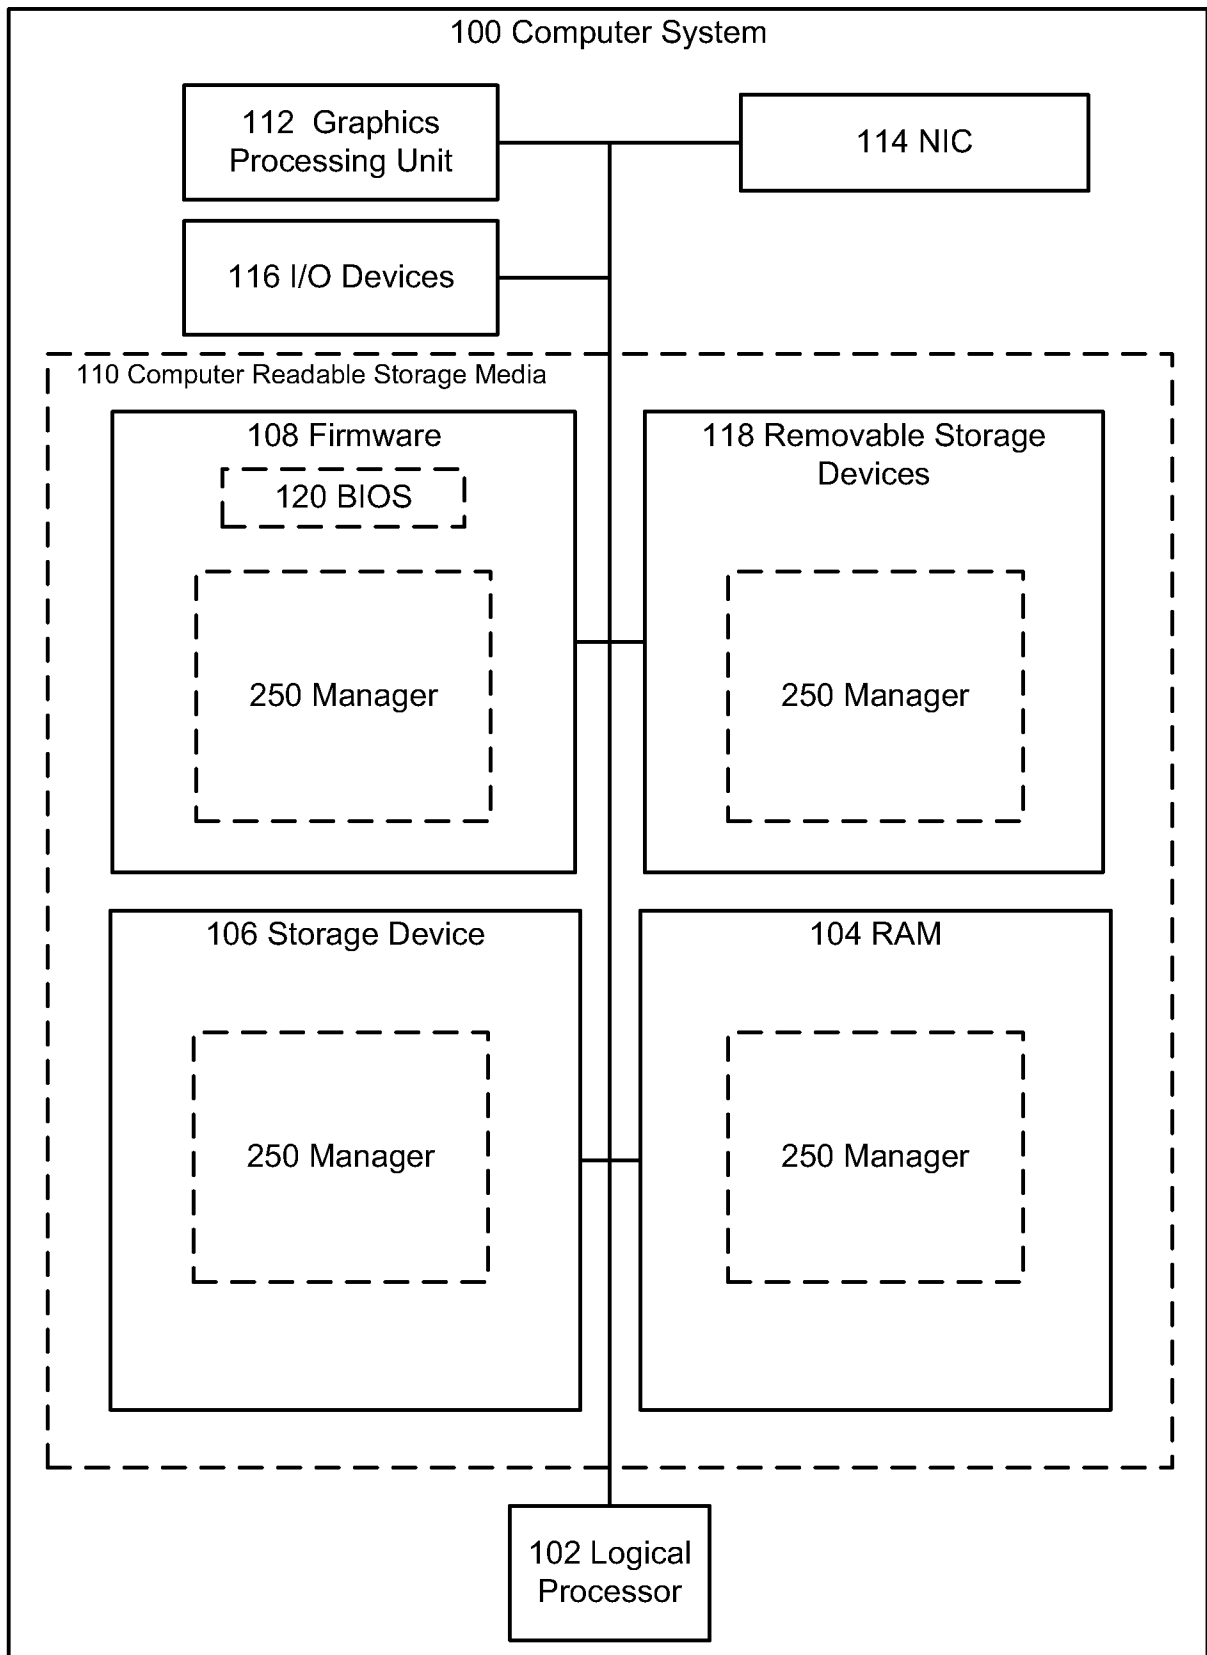 100 Computer System
112 Graphics
Processing Unit
114 NIC
116 I/O Devices
110 Computer Readable Storage Media
108 Firmware
120 BIOS
250 Manager
118 Removable Storage
Devices
250 Manager
106 Storage Device
250 Manager
104 RAM
250 Manager
102 Logical
Processor